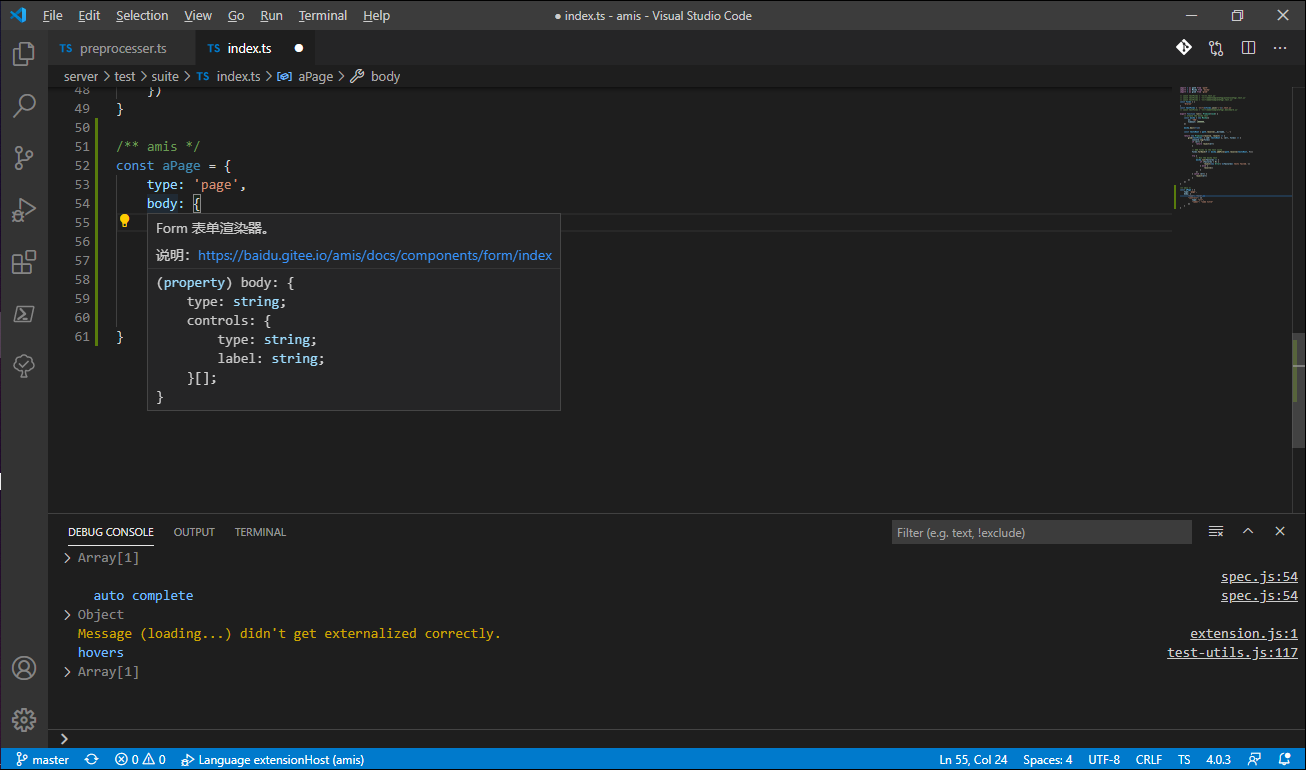 File Edit Selection View Go Run Terminal Help
● index.ts - amis - Visual Studio Code
TS preprocesser.ts
TS index.ts ●
server > test > suite > TS index.ts > aPage > body
48 })
49 }
50
51 /** amis */
52 const aPage = {
53 type: 'page',
54 body: {
55
56
57
58
59
60
61 }
Form 表单渲染器。
说明：https://baidu.gitee.io/amis/docs/components/form/index
(property) body: {
type: string;
controls: {
type: string;
label: string;
}[];
}
DEBUG CONSOLE OUTPUT TERMINAL
Filter (e.g. text, !exclude)
> Array[1]
spec.js:54
auto complete spec.js:54
> Object
Message (loading...) didn't get externalized correctly. extension.js:1
hovers test-utils.js:117
> Array[1]
>
master 0 0 Language extensionHost (amis) Ln 55, Col 24 Spaces: 4 UTF-8 CRLF TS 4.0.3